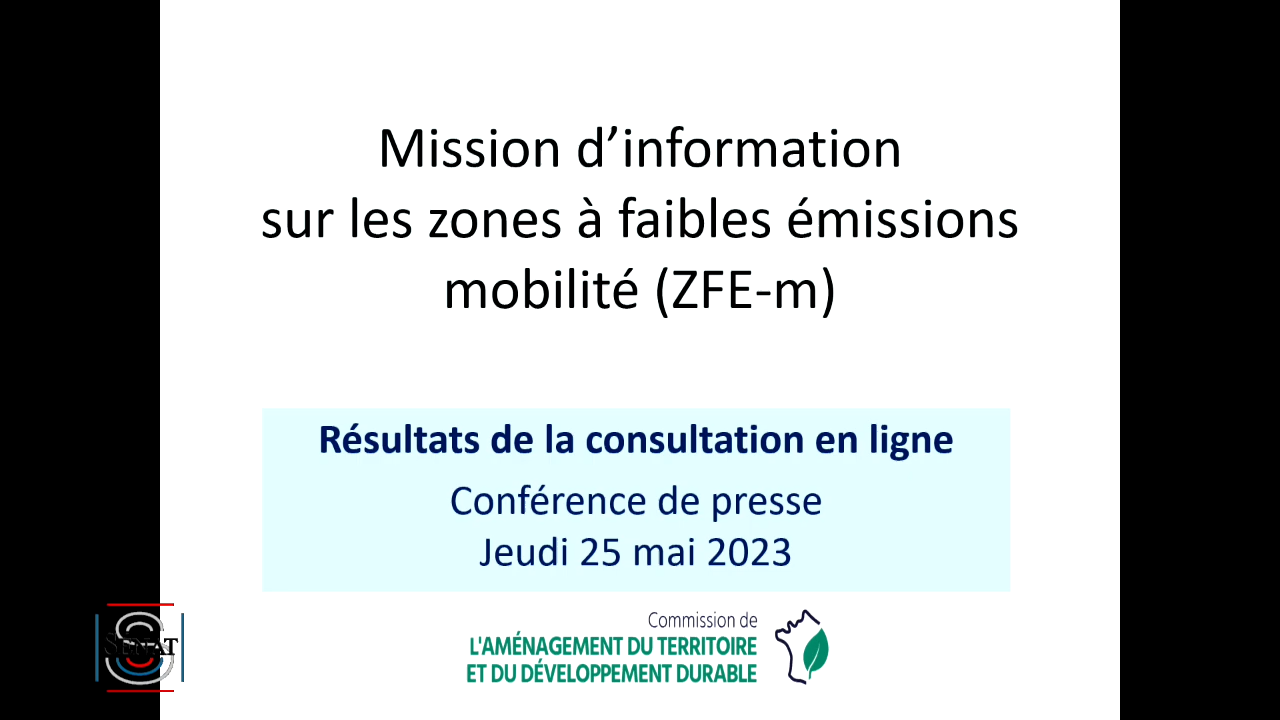 Mission d’information
sur les zones à faibles émissions
mobilité (ZFE-m)
Résultats de la consultation en ligne
Conférence de presse
Jeudi 25 mai 2023
Commission de
L'AMÉNAGEMENT DU TERRITOIRE
ET DU DÉVELOPPEMENT DURABLE
SÉNAT